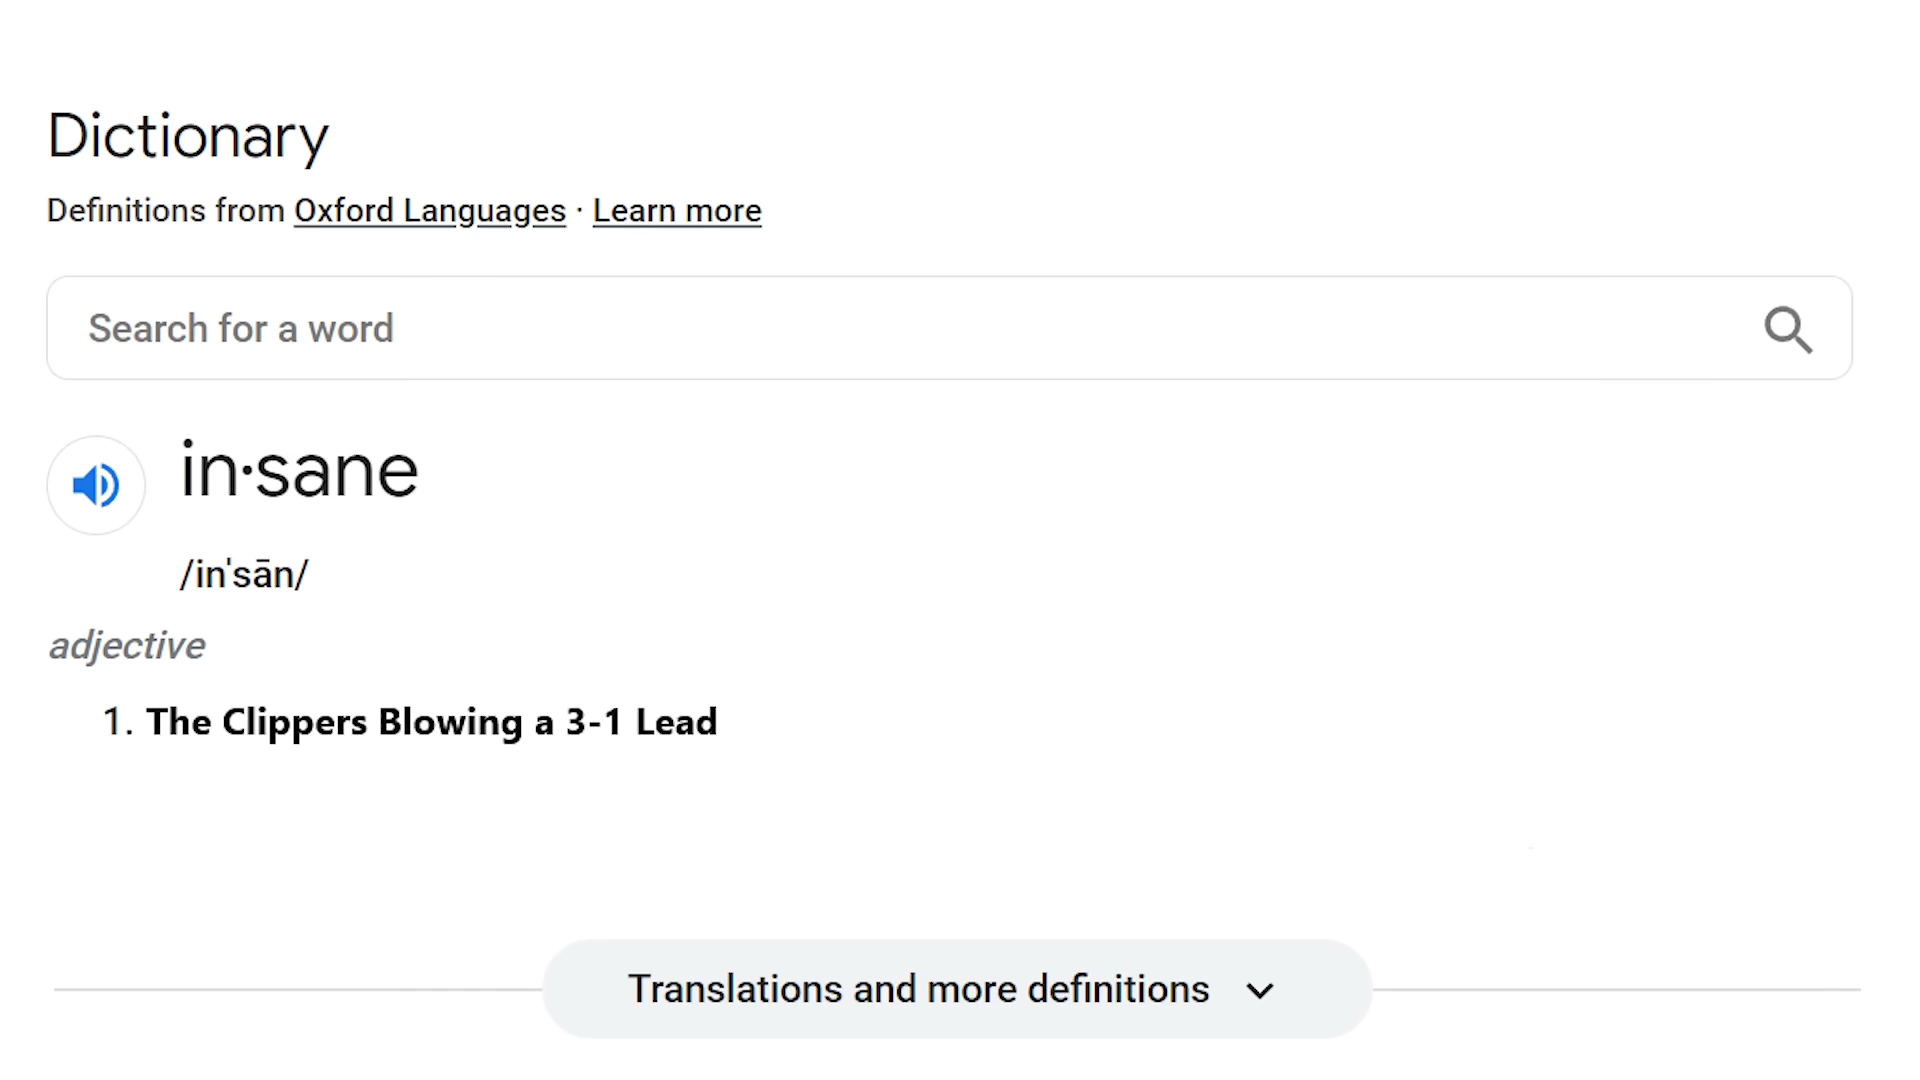 Dictionary
Definitions from Oxford Languages · Learn more
Search for a word
in·sane
/inˈsān/
adjective
1. The Clippers Blowing a 3-1 Lead
Translations and more definitions